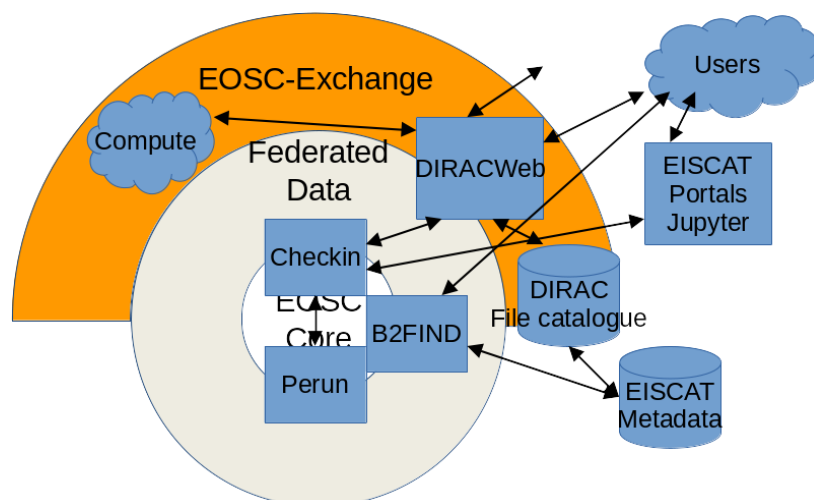 EOSC-Exchange
Users
Compute
Federated
Data
DIRACWeb
EISCAT
Portals
Jupyter
Checkin
DIRAC
File catalogue
EOSC
Core
B2FIND
Perun
EISCAT
Metadata